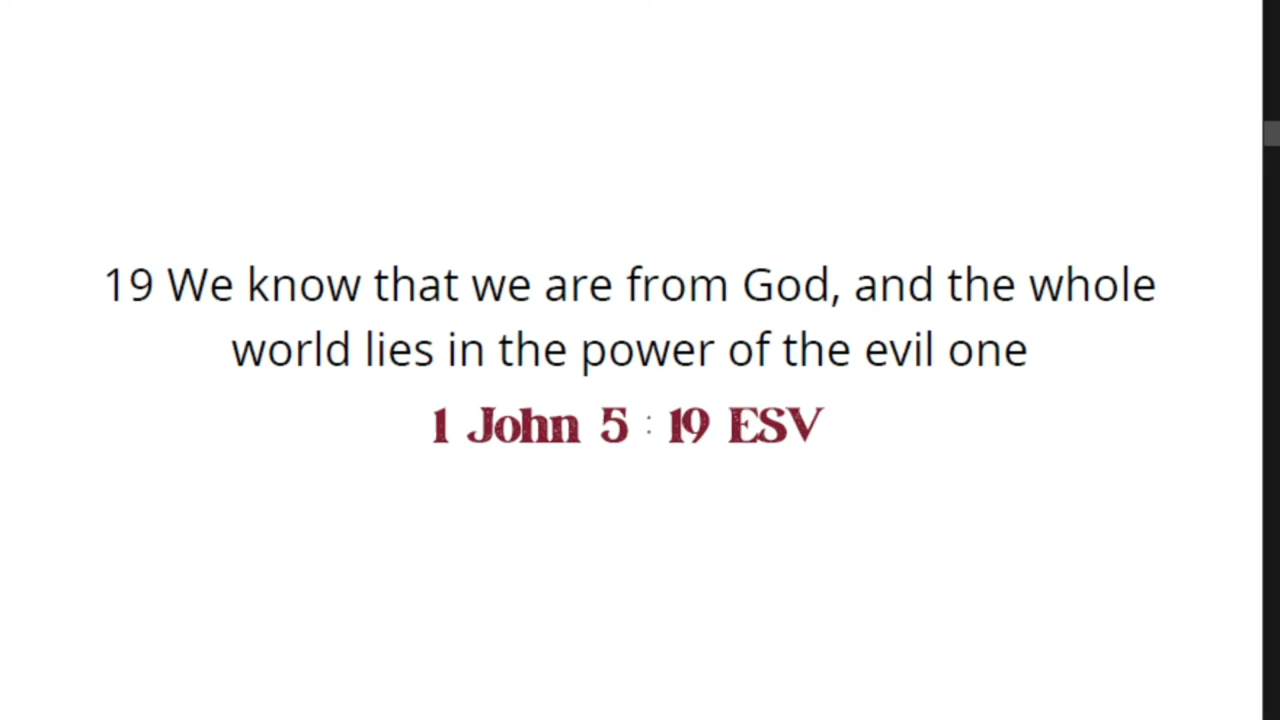 19 We know that we are from God, and the whole
world lies in the power of the evil one
1 John 5 : 19 ESV